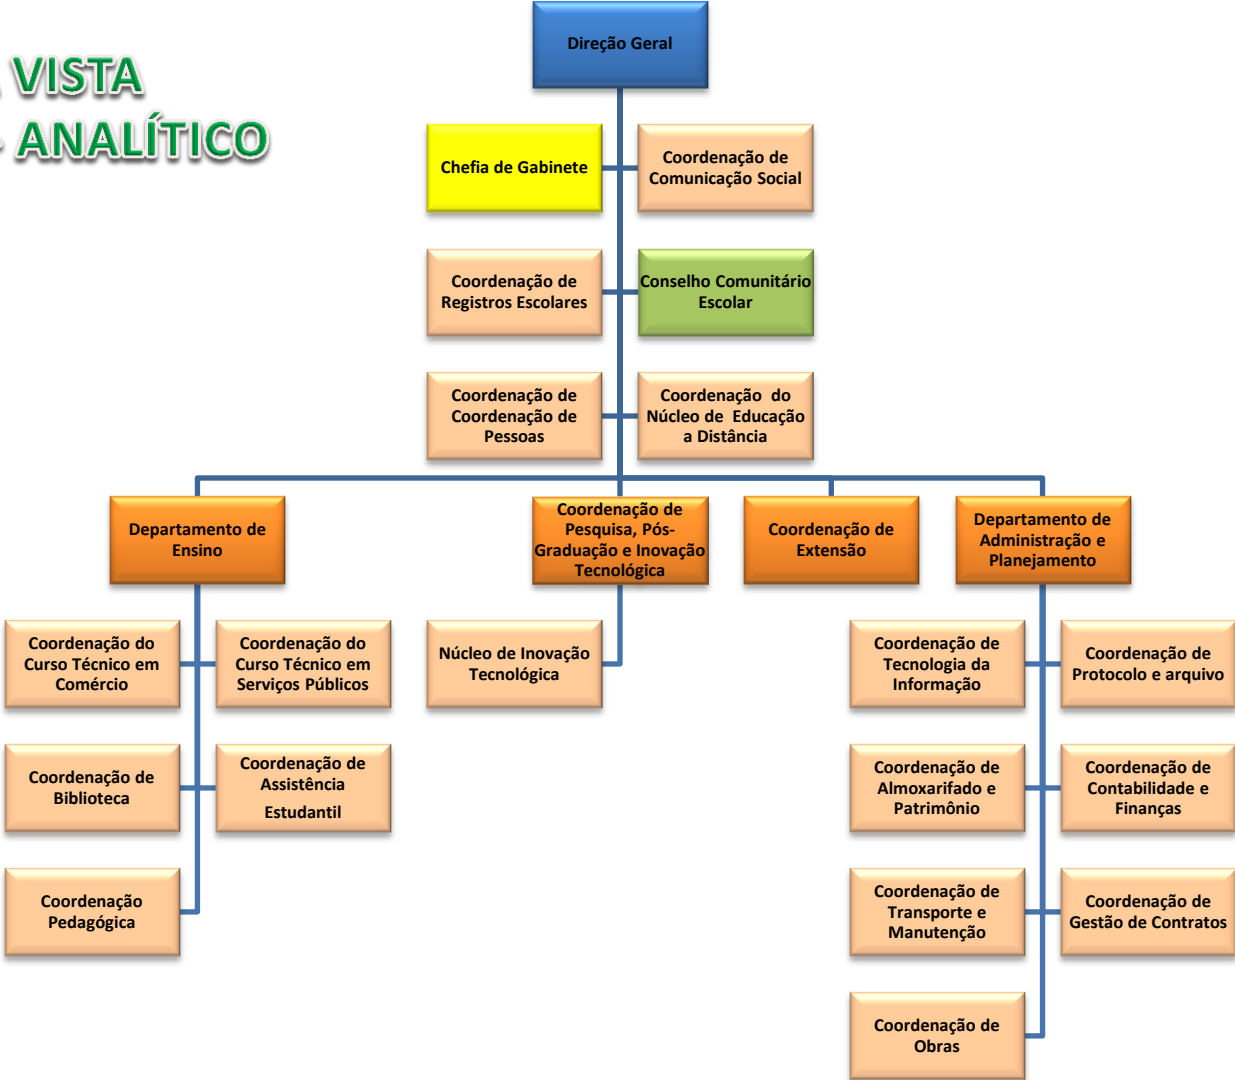 VISTA
ANALÍTICO
Direção Geral
Chefia de Gabinete
Coordenação de
Comunicação Social
Coordenação de
Registros Escolares
Conselho Comunitário
Escolar
Coordenação de
Coordenação de
Pessoas
Coordenação do
Núcleo de Educação
a Distância
Departamento de
Ensino
Coordenação de
Pesquisa, Pós-
Graduação e Inovação
Tecnológica
Coordenação de
Extensão
Departamento de
Administração e
Planejamento
Coordenação do
Curso Técnico em
Comércio
Coordenação do
Curso Técnico em
Serviços Públicos
Núcleo de Inovação
Tecnológica
Coordenação de
Tecnologia da
Informação
Coordenação de
Protocolo e arquivo
Coordenação de
Biblioteca
Coordenação de
Assistência
Estudantil
Coordenação de
Almoxarifado e
Patrimônio
Coordenação de
Contabilidade e
Finanças
Coordenação
Pedagógica
Coordenação de
Transporte e
Manutenção
Coordenação de
Gestão de Contratos
Coordenação de
Obras